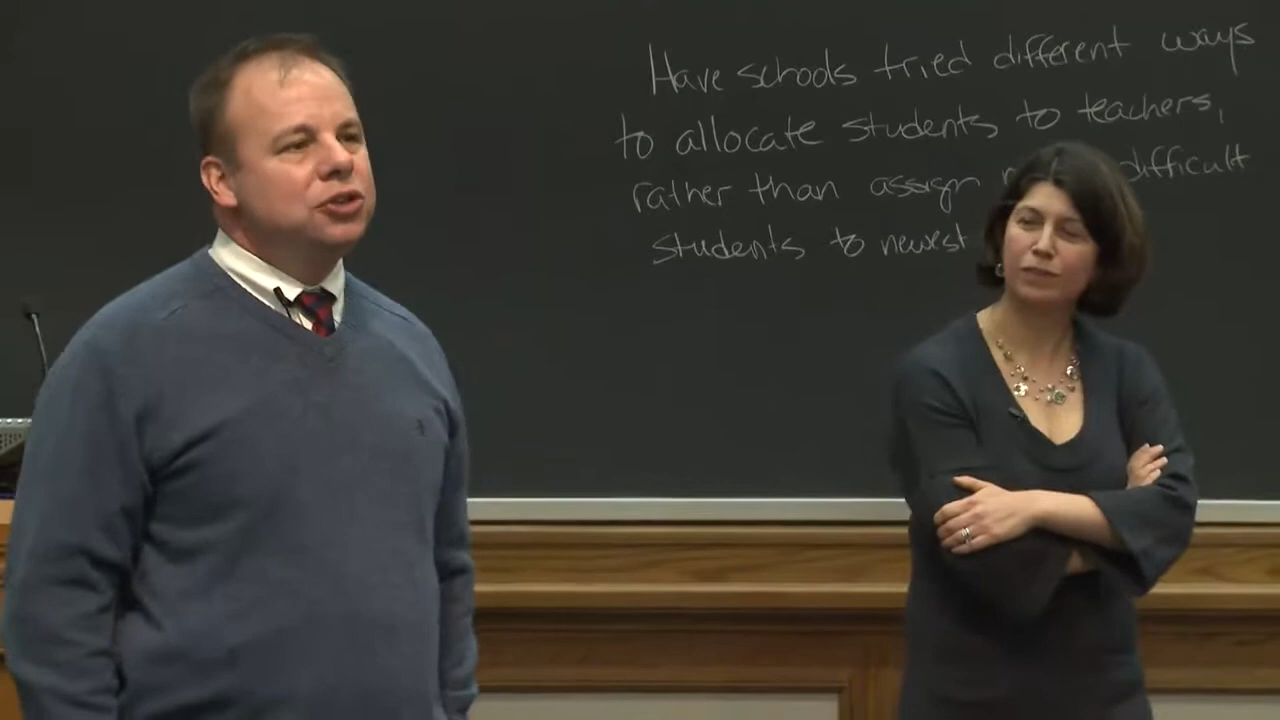 Have schools tried different ways
to allocate students to teachers,
rather than assign difficult
students to newest